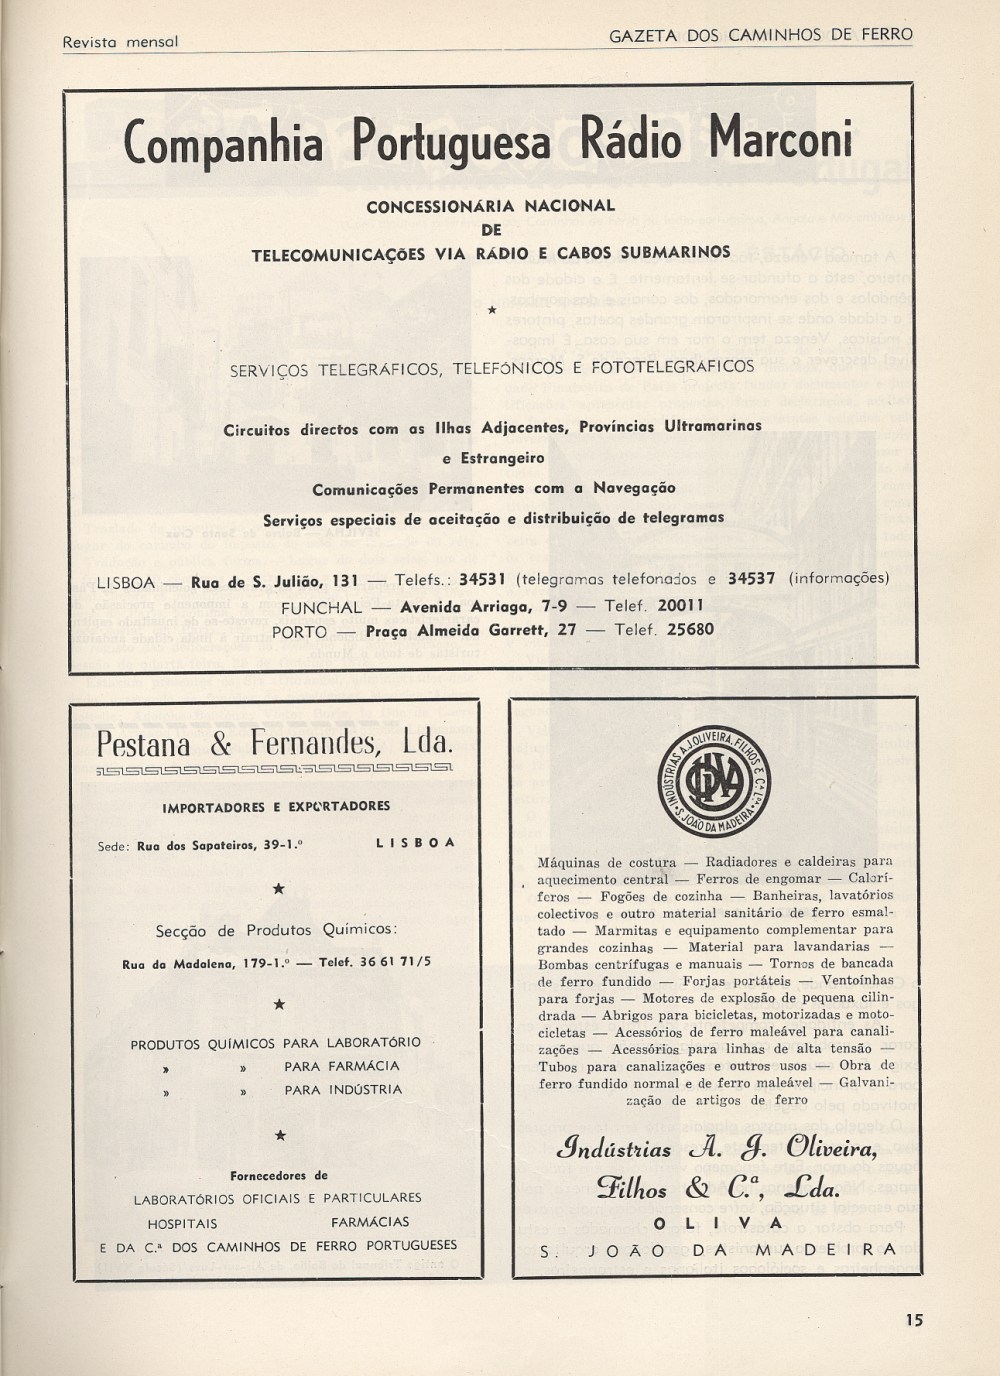 Revista mensal
GAZETA DOS CAMINHOS DE FERRO
Companhia Portuguesa Rádio Marconi
CONCESSIONÁRIA NACIONAL
DE
TELECOMUNICAÇÕES VIA RÁDIO E CABOS SUBMARINOS
★
SERVIÇOS TELEGRÁFICOS, TELEFÓNICOS E FOTOTELEGRÁFICOS
Circuitos directos com as Ilhas Adjacentes, Províncias Ultramarinas
e Estrangeiro
Comunicações Permanentes com a Navegação
Serviços especiais de aceitação e distribuição de telegramas
LISBOA — Rua de S. Julião, 131 — Telefs.: 34531 (telegramas telefonados e 34537 (informações)
FUNCHAL — Avenida Arriaga, 7-9 — Telef. 20011
PORTO — Praça Almeida Garrett, 27 — Telef. 25680
Pestana & Fernandes, Lda.
IMPORTADORES E EXPORTADORES
Sede: Rua dos Sapateiros, 39-1.º LISBOA
★
Secção de Produtos Químicos:
Rua da Madalena, 179-1.º — Telef. 36 61 71/5
★
PRODUTOS QUÍMICOS PARA LABORATÓRIO
» » PARA FARMÁCIA
» » PARA INDÚSTRIA
★
Fornecedores de
LABORATÓRIOS OFICIAIS E PARTICULARES
HOSPITAIS FARMÁCIAS
E DA C.ª DOS CAMINHOS DE FERRO PORTUGUESES
INDÚSTRIAS A.J. OLIVEIRA, FILHOS & C.ª L.da
S. JOÃO DA MADEIRA
OLIVA
Máquinas de costura — Radiadores e caldeiras para
aquecimento central — Ferros de engomar — Calorí-
feros — Fogões de cozinha — Banheiras, lavatórios
colectivos e outro material sanitário de ferro esmal-
tado — Marmitas e equipamento complementar para
grandes cozinhas — Material para lavandarias —
Bombas centrífugas e manuais — Tornos de bancada
de ferro fundido — Forjas portáteis — Ventoínhas
para forjas — Motores de explosão de pequena cilin-
drada — Abrigos para bicicletas, motorizadas e moto-
cicletas — Acessórios de ferro maleável para canali-
zações — Acessórios para linhas de alta tensão —
Tubos para canalizações e outros usos — Obra de
ferro fundido normal e de ferro maleável — Galvani-
zação de artigos de ferro
Indústrias A. J. Oliveira,
Filhos & C.ª, Lda.
OLIVA
S. JOÃO DA MADEIRA
15